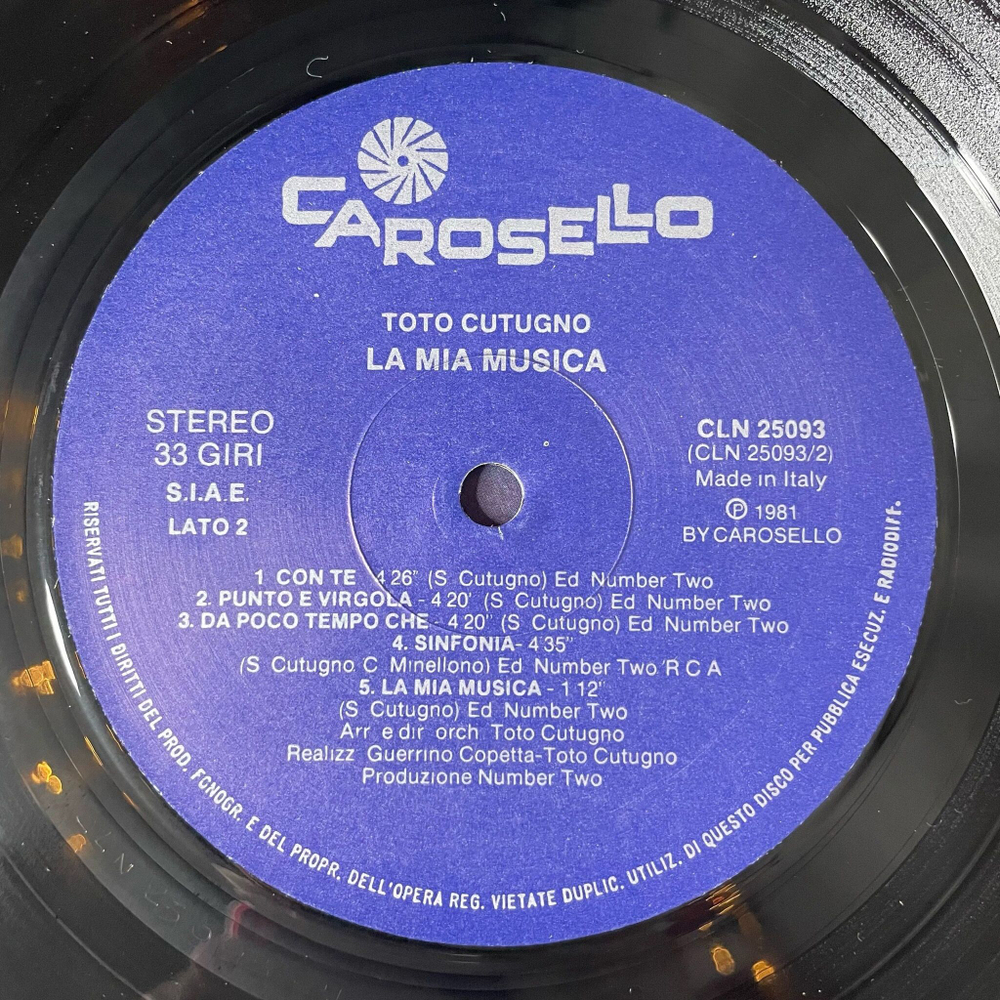 CAROSELLO
TOTO CUTUGNO
LA MIA MUSICA
STEREO
33 GIRI
S.I.A.E.
LATO 2
CLN 25093
(CLN 25093/2)
Made in Italy
Ⓟ 1981
BY CAROSELLO
1 CON TE 4 26" (S Cutugno) Ed Number Two
2. PUNTO E VIRGOLA - 4 20' (S Cutugno) Ed Number Two
3. DA POCO TEMPO CHE - 4 20" (S Cutugno) Ed Number Two
4. SINFONIA - 4'35"
(S Cutugno C Minellono) Ed Number Two R C A
5. LA MIA MUSICA - 1 12"
(S Cutugno) Ed Number Two
Arr e dir orch Toto Cutugno
Realizz Guerrino Copetta-Toto Cutugno
Produzione Number Two
RISERVATI TUTTI I DIRITTI DEL PROD. FONOGR. E DEL PROPR. DELL'OPERA REG. VIETATE DUPLIC. UTILIZ. DI QUESTO DISCO PER PUBBLICA ESECUZ. E RADIODIFF.